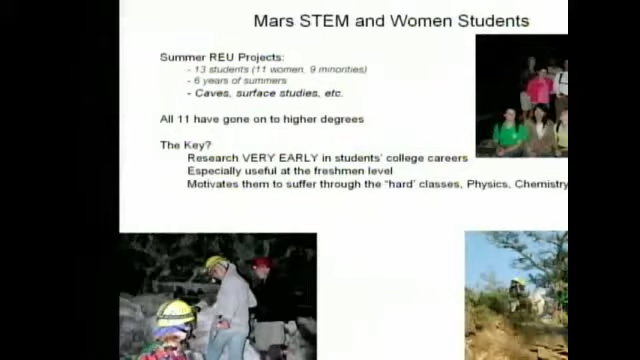 Mars STEM and Women Students
Summer REU Projects:
- 13 students (11 women, 9 minorities)
- 6 years of summers
- Caves, surface studies, etc.
All 11 have gone on to higher degrees
The Key?
Research VERY EARLY in students' college careers
Especially useful at the freshmen level
Motivates them to suffer through the "hard' classes, Physics, Chemistry